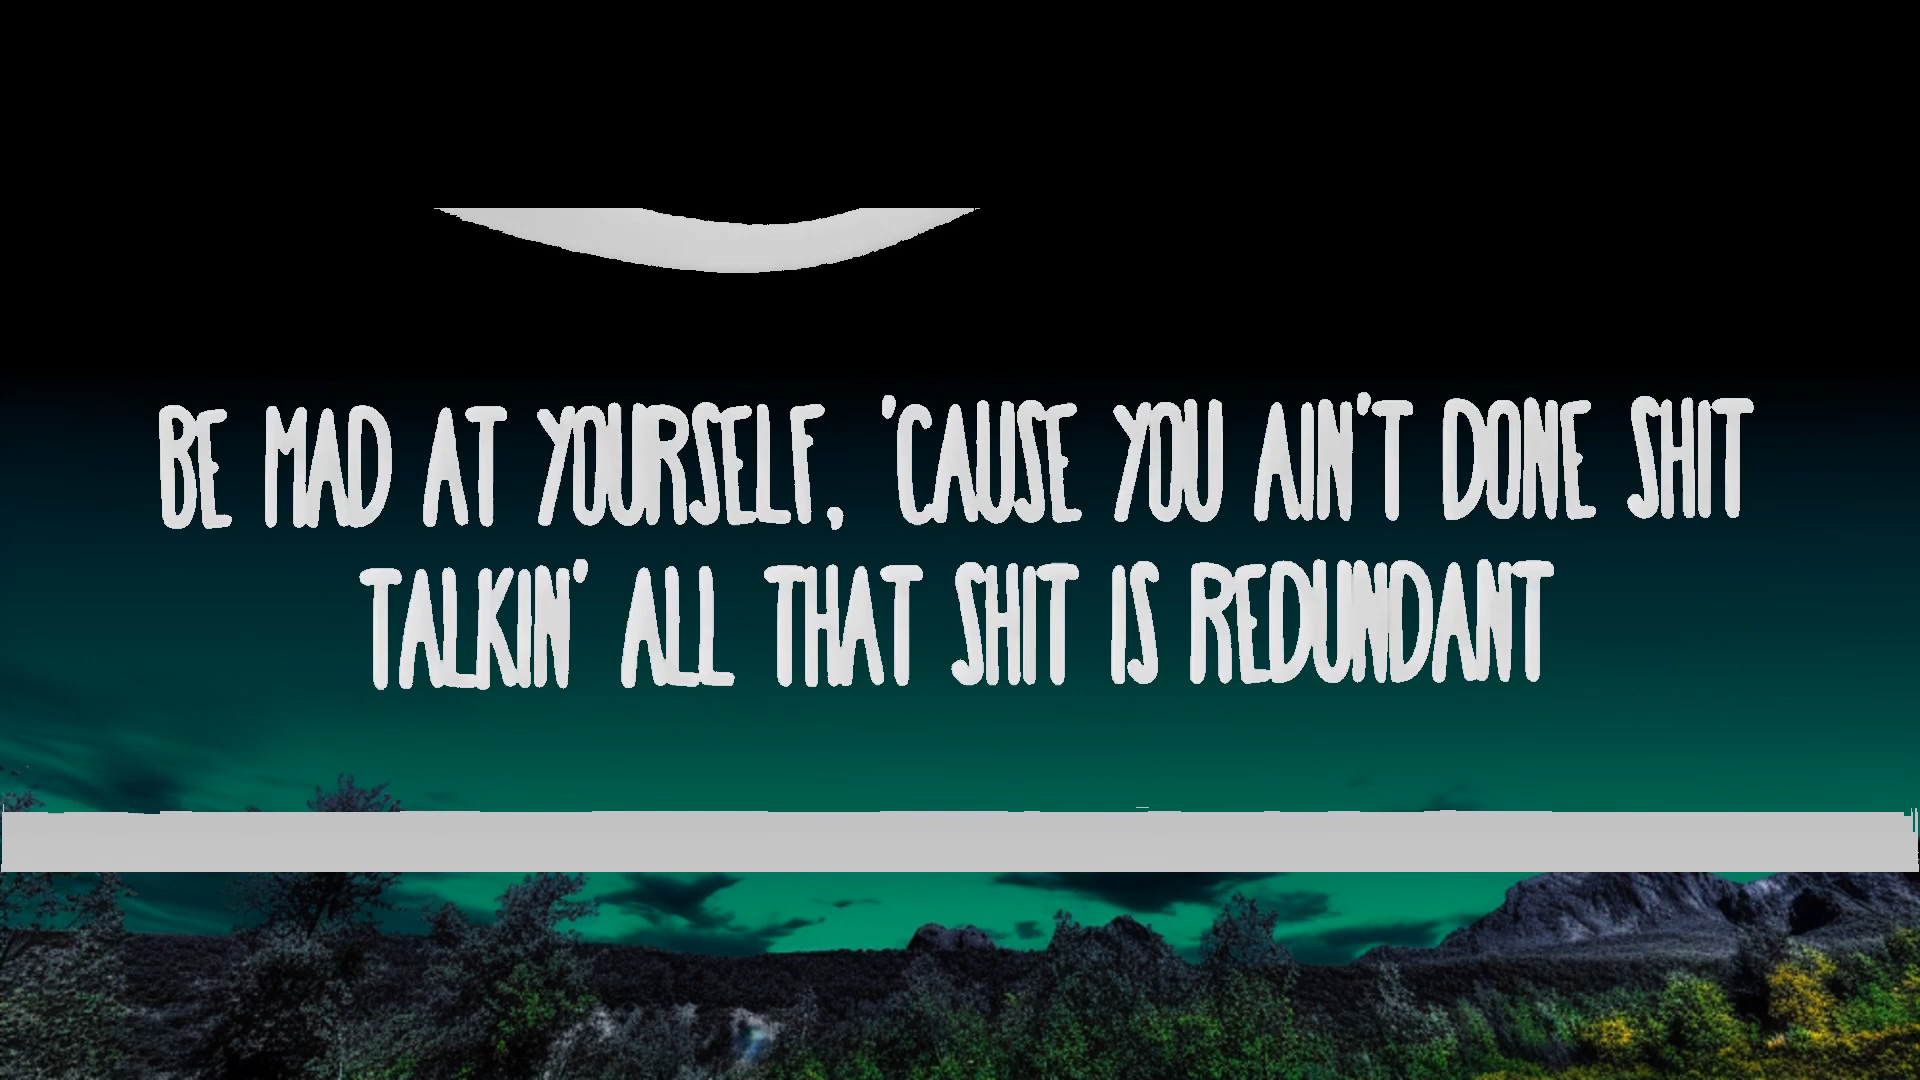 BE MAD AT YOURSELF, 'CAUSE YOU AIN'T DONE SHIT
TALKIN' ALL THAT SHIT IS REDUNDANT